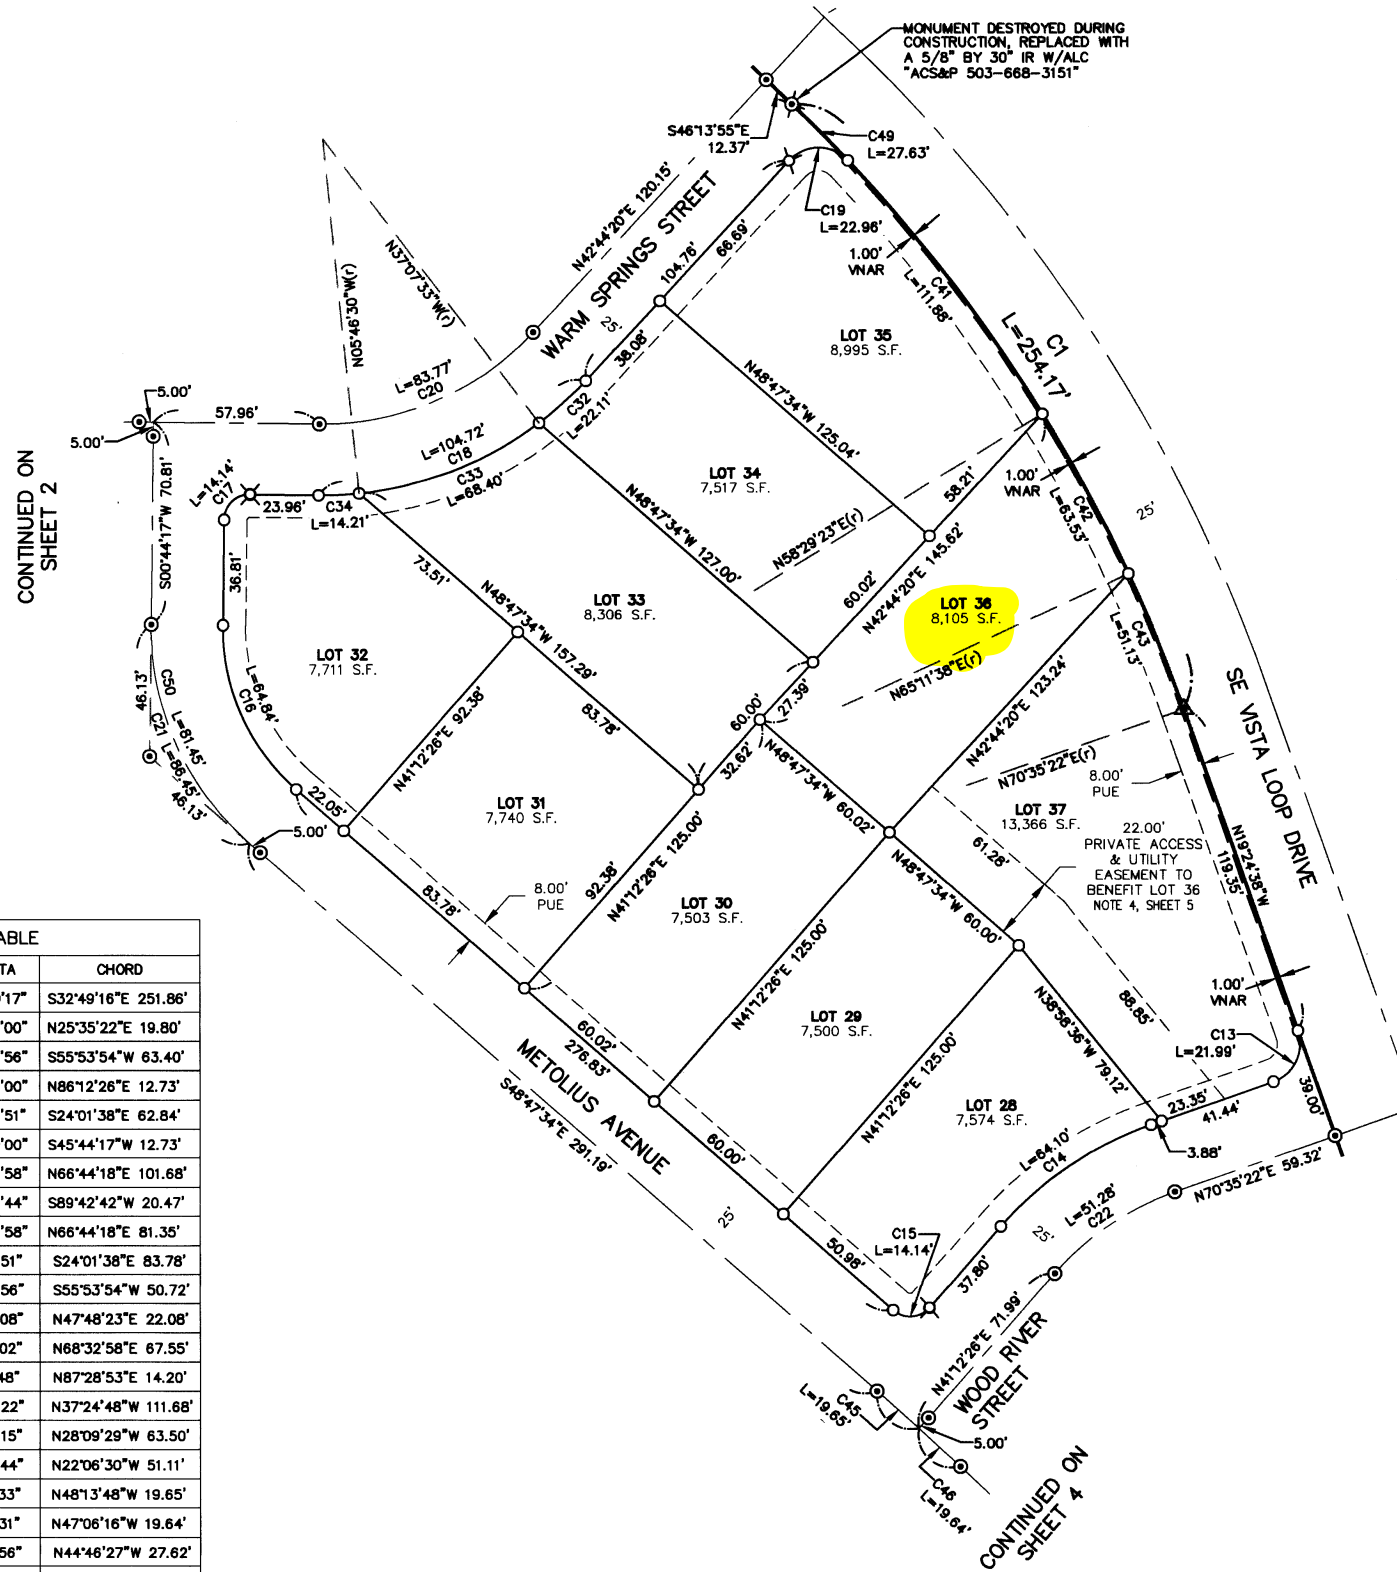 MONUMENT DESTROYED DURING
CONSTRUCTION, REPLACED WITH
A 5/8" BY 30" IR W/ALC
"ACS&P 503-668-3151"
S46°13'55"E
12.37'
C49
L=27.63'
C19
L=22.96'
1.00'
VNAR
C41
L=111.88'
C1
L=254.17'
N42°44'20"E 120.15'
WARM SPRINGS STREET
25'
104.76'
66.69'
38.08'
N37°07'33"W(r)
N05°46'30"W(r)
LOT 35
8,995 S.F.
N48°47'34"W 125.04'
C32
L=22.11'
L=83.77'
C20
5.00'
57.96'
5.00'
L=104.72'
C18
C33
L=68.40'
CONTINUED ON
SHEET 2
S00°44'17"W 70.81'
L=14.14'
C17
23.96'
C34
L=14.21'
LOT 34
7,517 S.F.
N48°47'34"W 127.00'
58.21'
N58°29'23"E(r)
1.00'
VNAR
C42
L=63.53'
25'
36.81'
73.51'
N48°47'34"W 157.29'
LOT 33
8,306 S.F.
60.02'
N42°44'20"E 145.62'
LOT 36
8,105 S.F.
N65°11'38"E(r)
C43
L=51.13'
LOT 32
7,711 S.F.
L=64.84'
C16
46.13'
C50
L=81.45'
C21 L=86.45'
46.13'
N41°12'26"E 92.38'
83.78'
60.00'
27.39'
32.62'
N48°47'34"W 60.02'
N42°44'20"E 123.24'
N70°35'22"E(r)
SE VISTA LOOP DRIVE
8.00'
PUE
22.05'
5.00'
LOT 31
7,740 S.F.
LOT 37
13,366 S.F.
22.00'
PRIVATE ACCESS
& UTILITY
EASEMENT TO
BENEFIT LOT 36
NOTE 4, SHEET 5
61.28'
N19°24'38"W
119.35'
83.78'
8.00'
PUE
92.38'
N41°12'26"E 125.00'
LOT 30
7,503 S.F.
N48°47'34"W 60.00'
N41°12'26"E 125.00'
88.85'
1.00'
VNAR
N38°58'36"W 79.12'
LOT 29
7,500 S.F.
C13
L=21.99'
60.02'
276.83'
METOLIUS AVENUE
S48°47'34"E 291.19'
N41°12'26"E 125.00'
LOT 28
7,574 S.F.
23.35'
41.44'
39.00'
3.88'
L=64.10'
C14
N70°35'22"E 59.32'
60.00'
25'
50.98'
C15
L=14.14'
37.80'
25'
L=51.28'
C22
N41°12'26"E 71.99'
WOOD RIVER
STREET
C45
L=19.65'
5.00'
C46
L=19.64'
CONTINUED ON
SHEET 4
ABLE
TA CHORD
'17" S32°49'16"E 251.86'
'00" N25°35'22"E 19.80'
'56" S55°53'54"W 63.40'
'00" N86°12'26"E 12.73'
'51" S24°01'38"E 62.84'
'00" S45°44'17"W 12.73'
'58" N66°44'18"E 101.68'
'44" S89°42'42"W 20.47'
'58" N66°44'18"E 81.35'
51" S24°01'38"E 83.78'
56" S55°53'54"W 50.72'
08" N47°48'23"E 22.08'
02" N68°32'58"E 67.55'
48" N87°28'53"E 14.20'
22" N37°24'48"W 111.68'
15" N28°09'29"W 63.50'
44" N22°06'30"W 51.11'
33" N48°13'48"W 19.65'
31" N47°06'16"W 19.64'
56" N44°46'27"W 27.62'